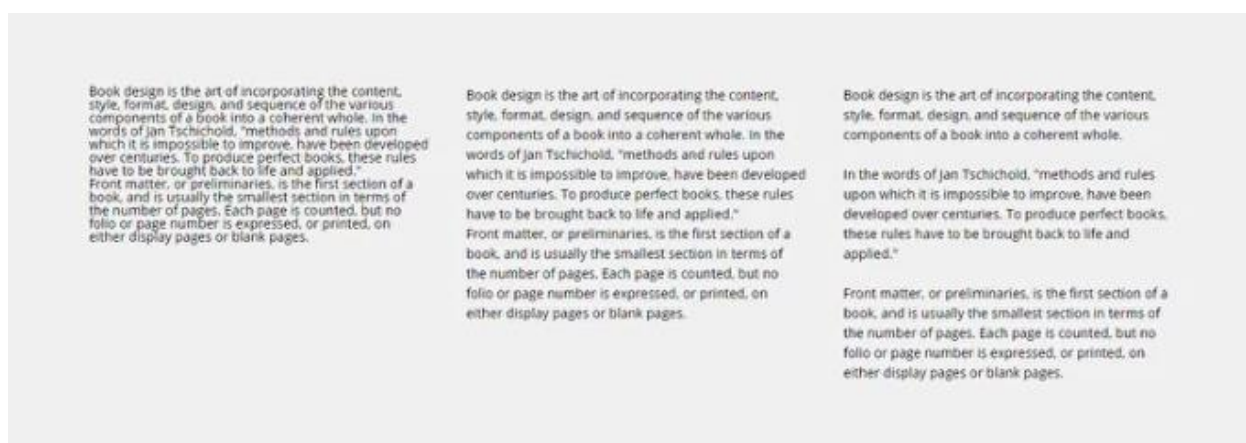 Book design is the art of incorporating the content,
style, format, design, and sequence of the various
components of a book into a coherent whole. In the
words of Jan Tschichold, "methods and rules upon
which it is impossible to improve, have been developed
over centuries. To produce perfect books, these rules
have to be brought back to life and applied."
Front matter, or preliminaries, is the first section of a
book, and is usually the smallest section in terms of
the number of pages. Each page is counted, but no
folio or page number is expressed, or printed, on
either display pages or blank pages.
Book design is the art of incorporating the content,
style, format, design, and sequence of the various
components of a book into a coherent whole. In the
words of Jan Tschichold, "methods and rules upon
which it is impossible to improve, have been developed
over centuries. To produce perfect books, these rules
have to be brought back to life and applied."
Front matter, or preliminaries, is the first section of a
book, and is usually the smallest section in terms of
the number of pages. Each page is counted, but no
folio or page number is expressed, or printed, on
either display pages or blank pages.
Book design is the art of incorporating the content,
style, format, design, and sequence of the various
components of a book into a coherent whole.
In the words of Jan Tschichold, "methods and rules
upon which it is impossible to improve, have been
developed over centuries. To produce perfect books,
these rules have to be brought back to life and
applied."
Front matter, or preliminaries, is the first section of a
book, and is usually the smallest section in terms of
the number of pages. Each page is counted, but no
folio or page number is expressed, or printed, on
either display pages or blank pages.